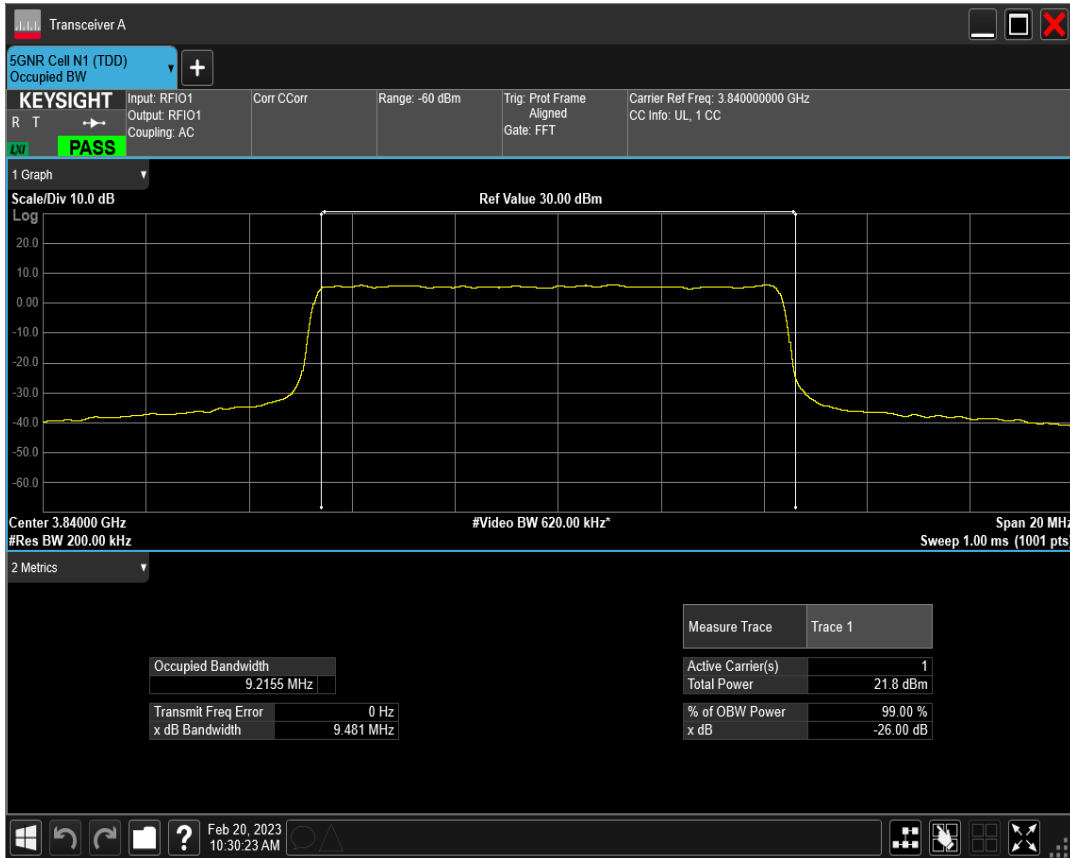 Transceiver A
5GNR Cell N1 (TDD)
Occupied BW
+
KEYSIGHT
R T
LXI
PASS
Input: RFIO1
Output: RFIO1
Coupling: AC
Corr CCorr
Range: -60 dBm
Trig: Prot Frame
Aligned
Gate: FFT
Carrier Ref Freq: 3.840000000 GHz
CC Info: UL, 1 CC
1 Graph
Scale/Div 10.0 dB
Ref Value 30.00 dBm
Log
20.0
10.0
0.00
-10.0
-20.0
-30.0
-40.0
-50.0
-60.0
Center 3.84000 GHz
#Video BW 620.00 kHz*
Span 20 MHz
#Res BW 200.00 kHz
Sweep 1.00 ms (1001 pts)
2 Metrics
Measure Trace Trace 1
Occupied Bandwidth
9.2155 MHz
Active Carrier(s) 1
Total Power 21.8 dBm
Transmit Freq Error 0 Hz
x dB Bandwidth 9.481 MHz
% of OBW Power 99.00 %
x dB -26.00 dB
?
Feb 20, 2023
10:30:23 AM